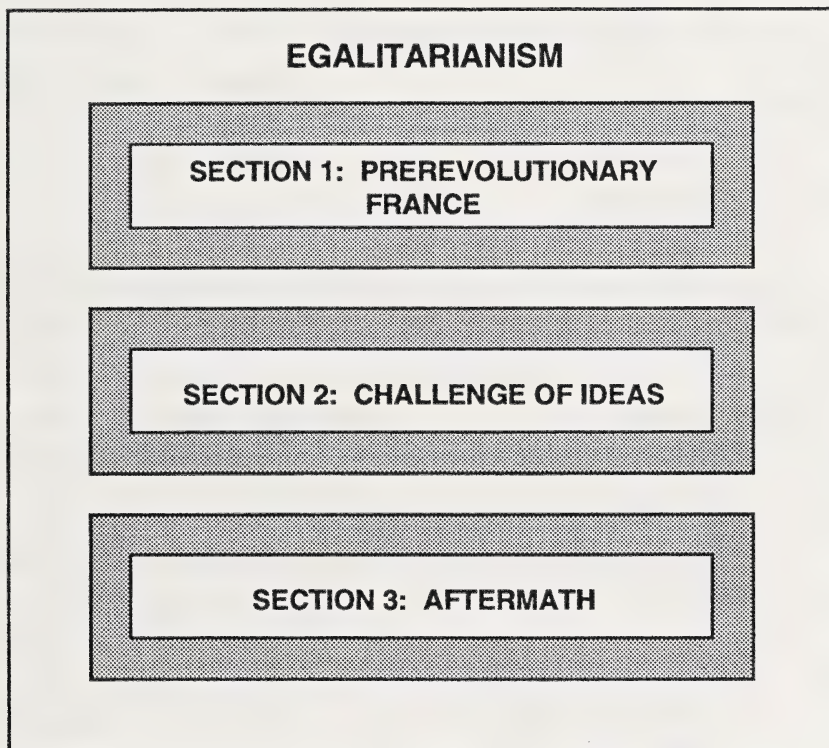 EGALITARIANISM
SECTION 1: PREREVOLUTIONARY
FRANCE
SECTION 2: CHALLENGE OF IDEAS
SECTION 3: AFTERMATH